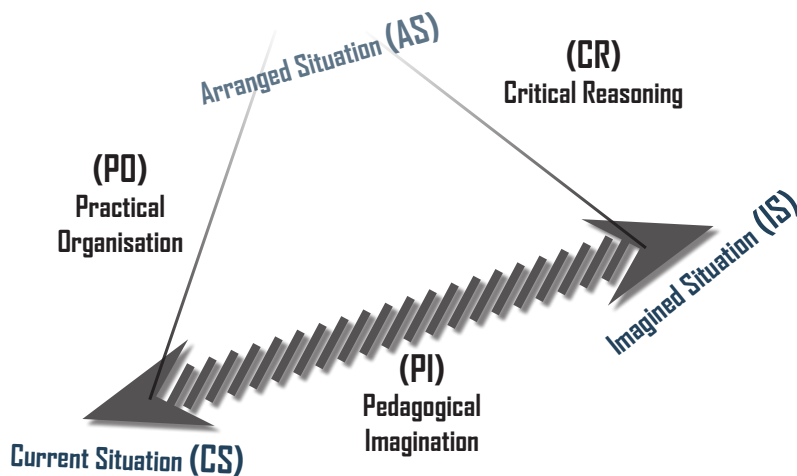 Arranged Situation (AS)
(CR)
Critical Reasoning
(PO)
Practical
Organisation
Imagined Situation (IS)
(PI)
Pedagogical
Imagination
Current Situation (CS)